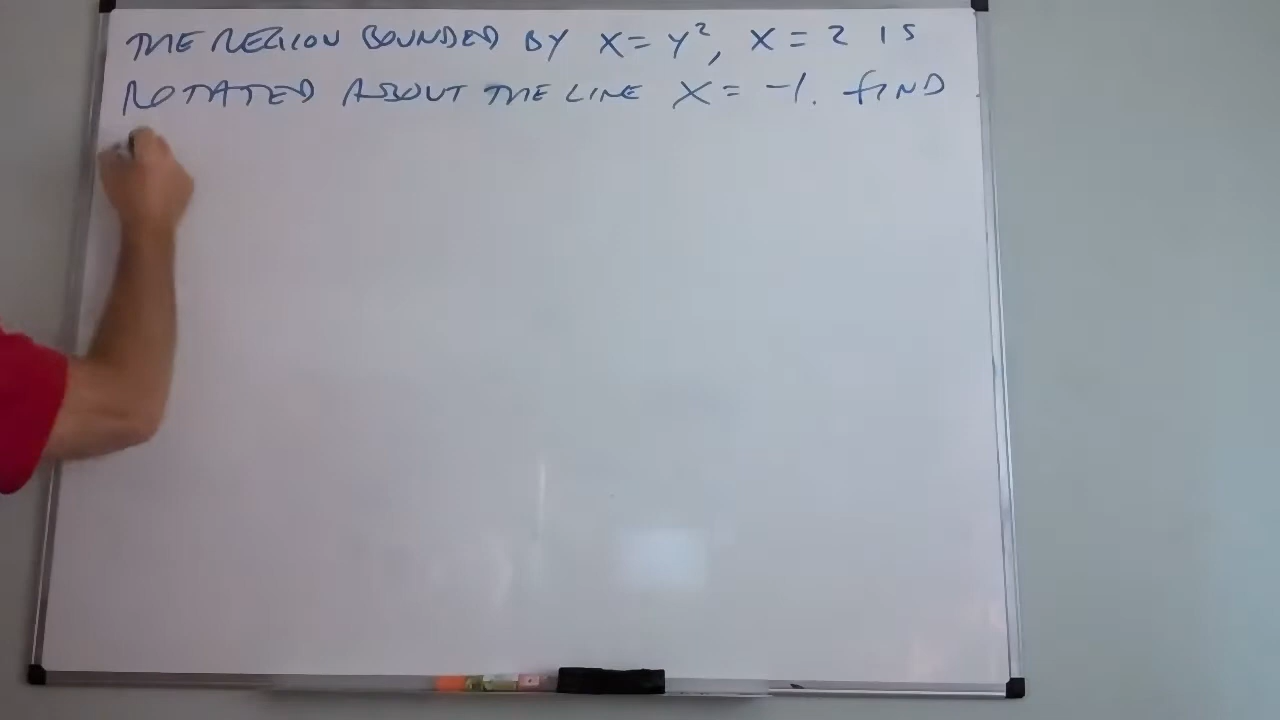 THE REGION BOUNDED BY X = Y², X = 2 IS
ROTATED ABOUT THE LINE X = -1. FIND